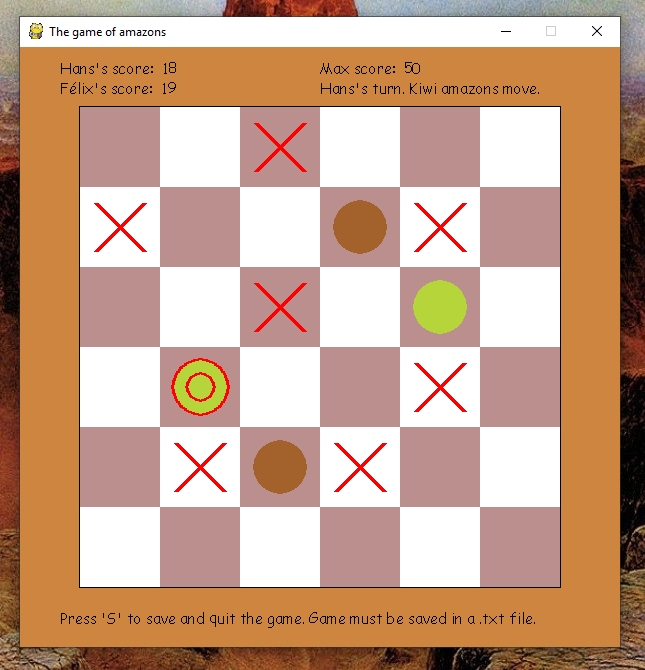 The game of amazons
Hans's score: 18
Max score: 50
Félix's score: 19
Hans's turn. Kiwi amazons move.
Press 'S' to save and quit the game. Game must be saved in a .txt file.